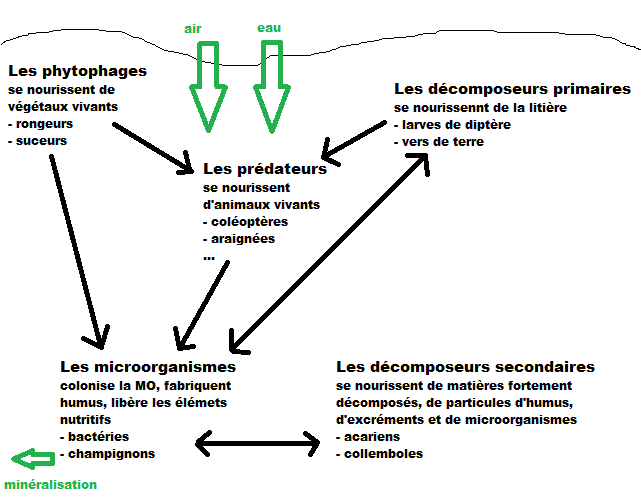 air
eau
Les phytophages
se nourissent de
végétaux vivants
- rongeurs
- suceurs
Les décomposeurs primaires
se nourissennt de la litière
- larves de diptère
- vers de terre
Les prédateurs
se nourissent
d'animaux vivants
- coléoptères
- araignées
...
Les microorganismes
colonise la MO, fabriquent
humus, libère les élémets
nutritifs
- bactéries
- champignons
Les décomposeurs secondaires
se nourissent de matières fortement
décomposés, de particules d'humus,
d'excréments et de microorganismes
- acariens
- collemboles
minéralisation